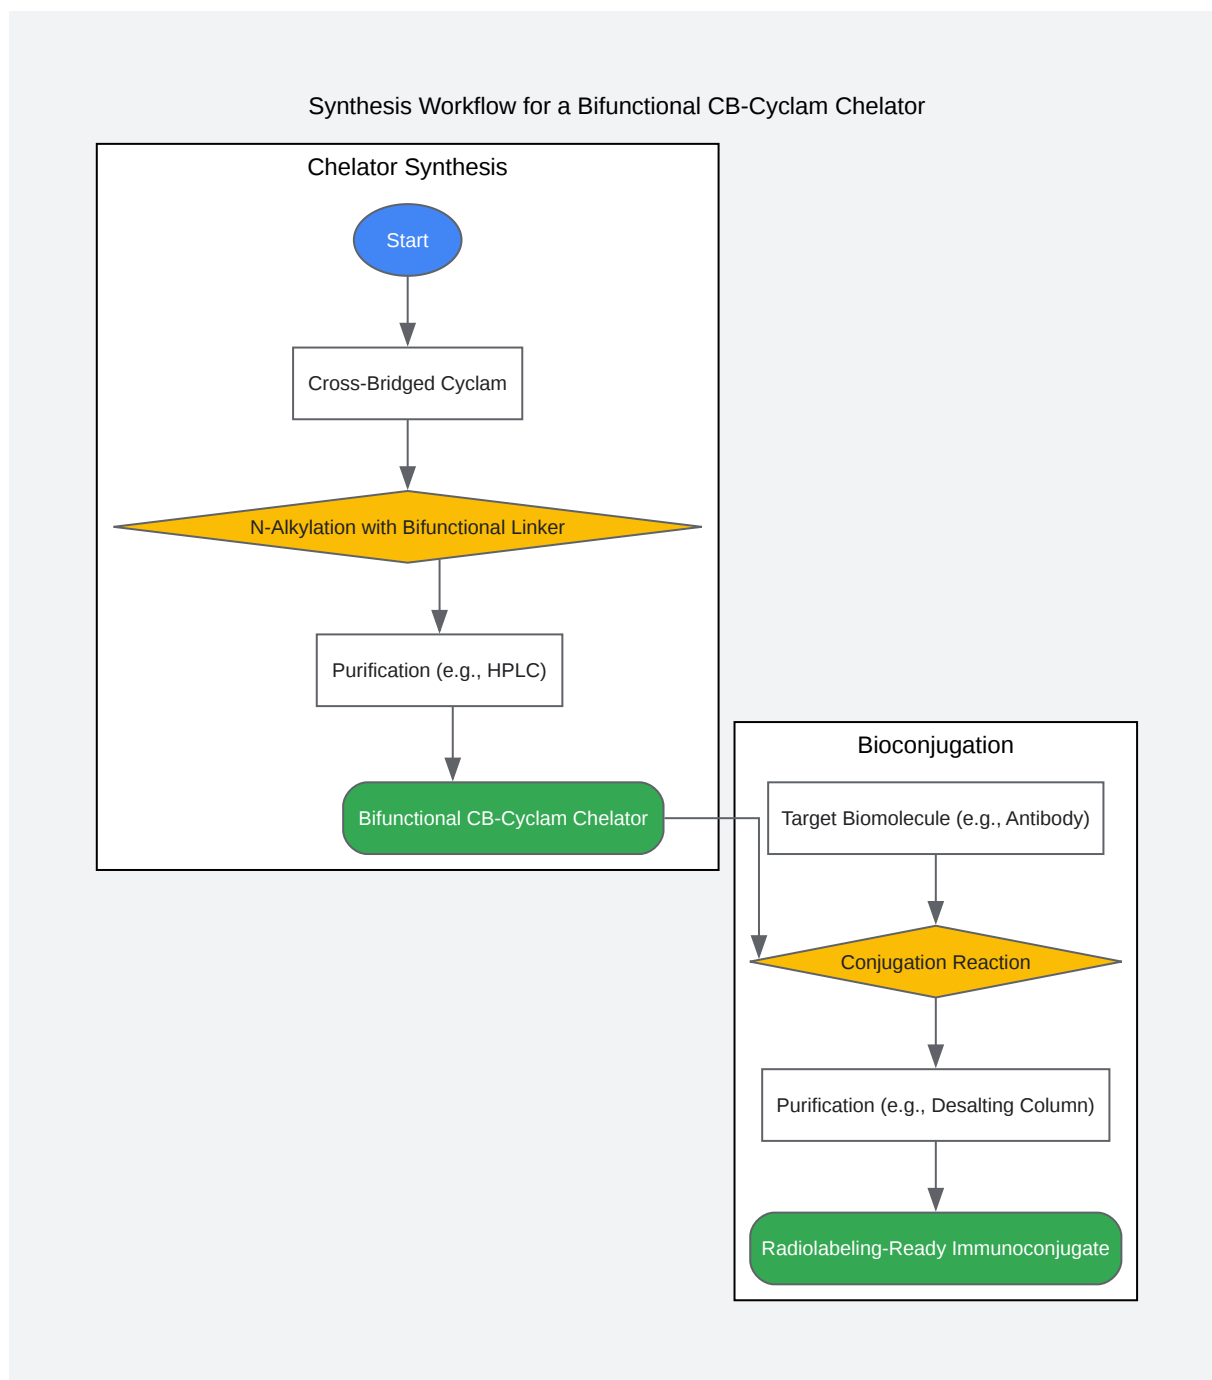 Synthesis Workflow for a Bifunctional CB-Cyclam Chelator
Chelator Synthesis
Start
Cross-Bridged Cyclam
N-Alkylation with Bifunctional Linker
Purification (e.g., HPLC)
Bifunctional CB-Cyclam Chelator
Bioconjugation
Target Biomolecule (e.g., Antibody)
Conjugation Reaction
Purification (e.g., Desalting Column)
Radiolabeling-Ready Immunoconjugate